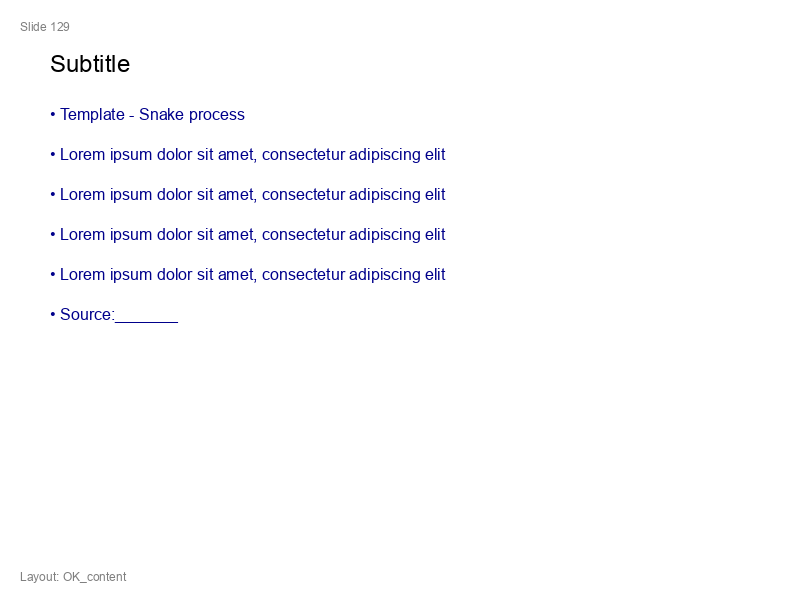 Slide 129
Subtitle
• Template - Snake process
• Lorem ipsum dolor sit amet, consectetur adipiscing elit
• Lorem ipsum dolor sit amet, consectetur adipiscing elit
• Lorem ipsum dolor sit amet, consectetur adipiscing elit
• Lorem ipsum dolor sit amet, consectetur adipiscing elit
• Source:_______
Layout: OK_content